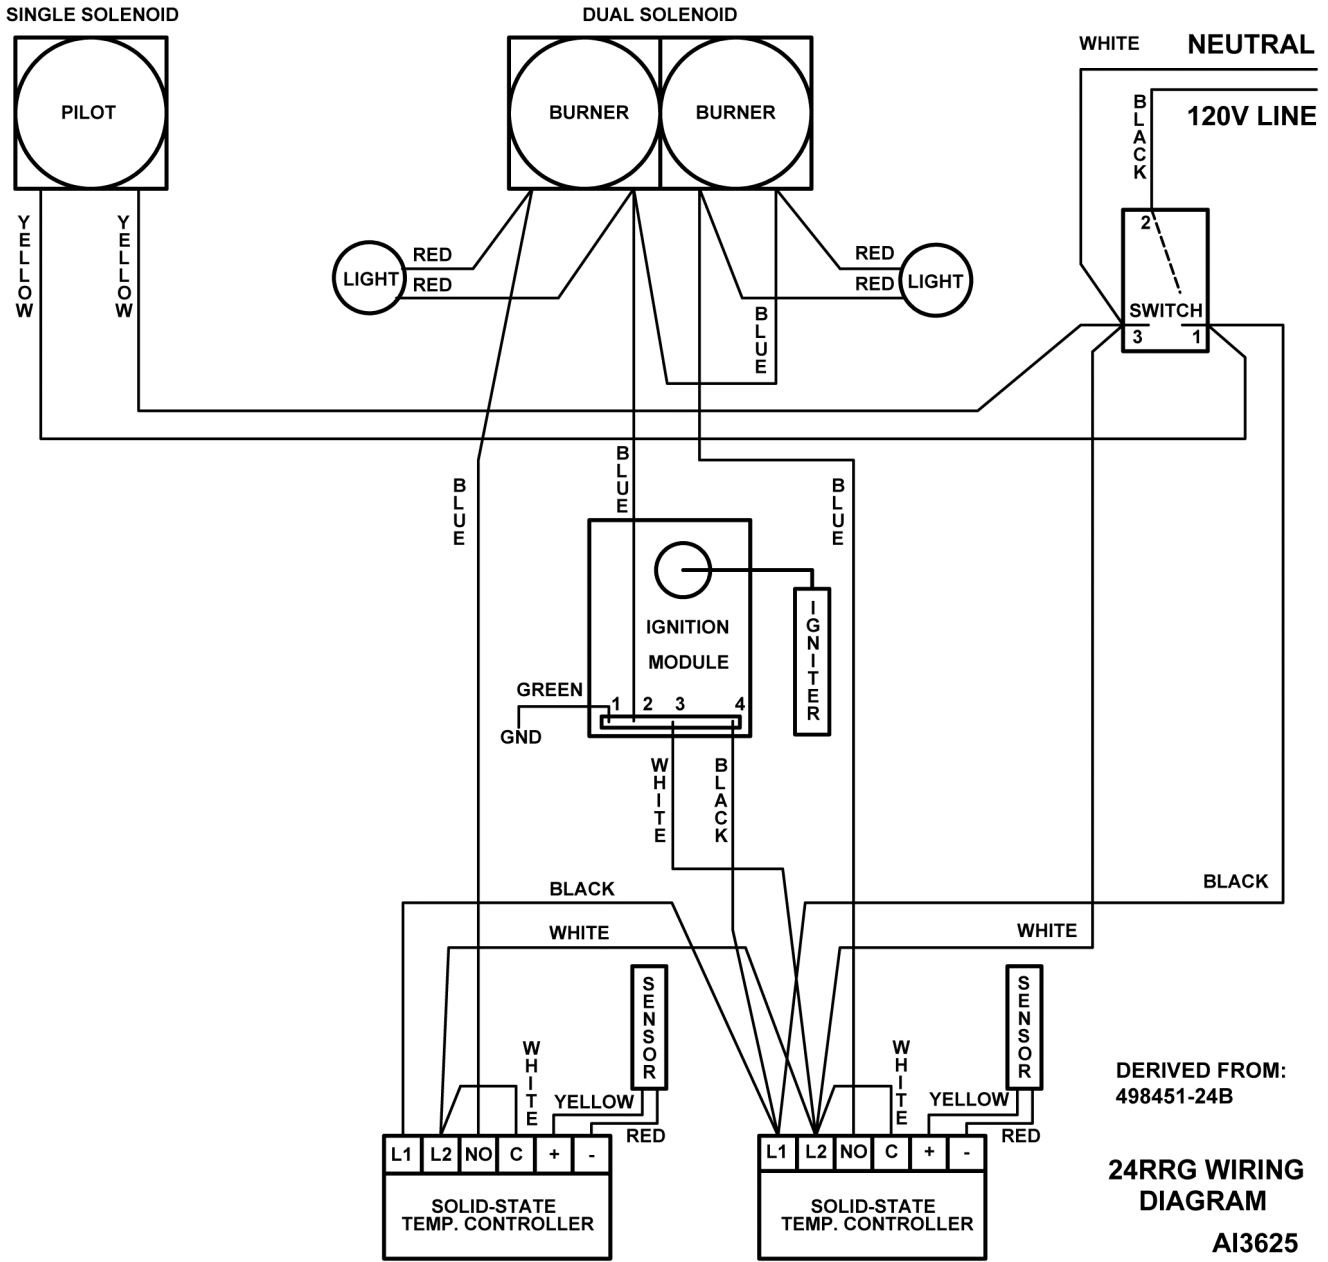 SINGLE SOLENOID
DUAL SOLENOID
WHITE
NEUTRAL
BLACK
120V LINE
PILOT
BURNER
BURNER
YELLOW
YELLOW
RED
LIGHT
RED
RED
LIGHT
RED
BLUE
2
SWITCH
3
1
BLUE
BLUE
BLUE
IGNITION
MODULE
IGNITER
GREEN
1
2
3
4
GND
WHITE
BLACK
BLACK
BLACK
WHITE
WHITE
SENSOR
WHITE
YELLOW
RED
SENSOR
WHITE
YELLOW
RED
L1
L2
NO
C
+
-
SOLID-STATE
TEMP. CONTROLLER
L1
L2
NO
C
+
-
SOLID-STATE
TEMP. CONTROLLER
DERIVED FROM:
498451-24B
24RRG WIRING
DIAGRAM
AI3625